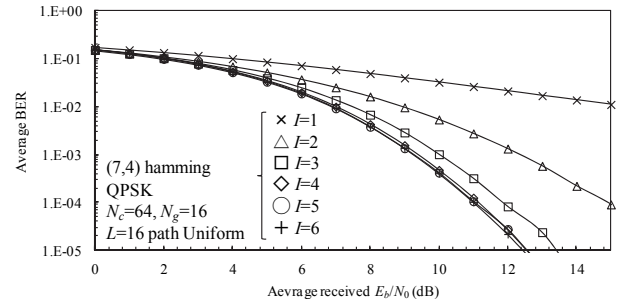 1.E+00
1.E-01
1.E-02
1.E-03
1.E-04
1.E-05
Average BER
0 2 4 6 8 10 12 14
Aevrage received Eb/N0 (dB)
(7,4) hamming
QPSK
Nc=64, Ng=16
L=16 path Uniform
I=1
I=2
I=3
I=4
I=5
I=6